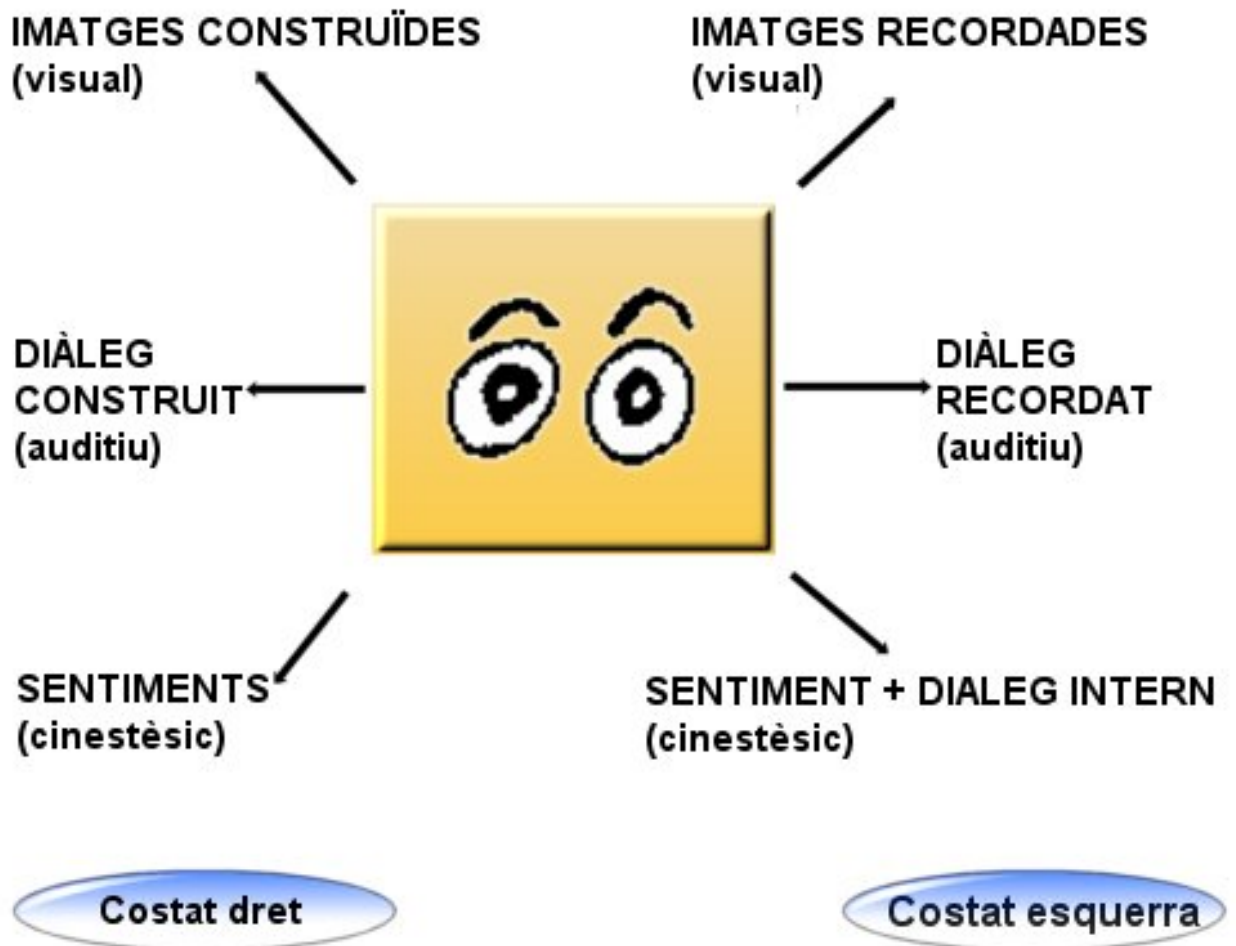 IMATGES CONSTRUÏDES
(visual)
IMATGES RECORDADES
(visual)
DIÀLEG
CONSTRUIT
(auditiu)
DIÀLEG
RECORDAT
(auditiu)
SENTIMENTS
(cinestèsic)
SENTIMENT + DIALEG INTERN
(cinestèsic)
Costat dret
Costat esquerra